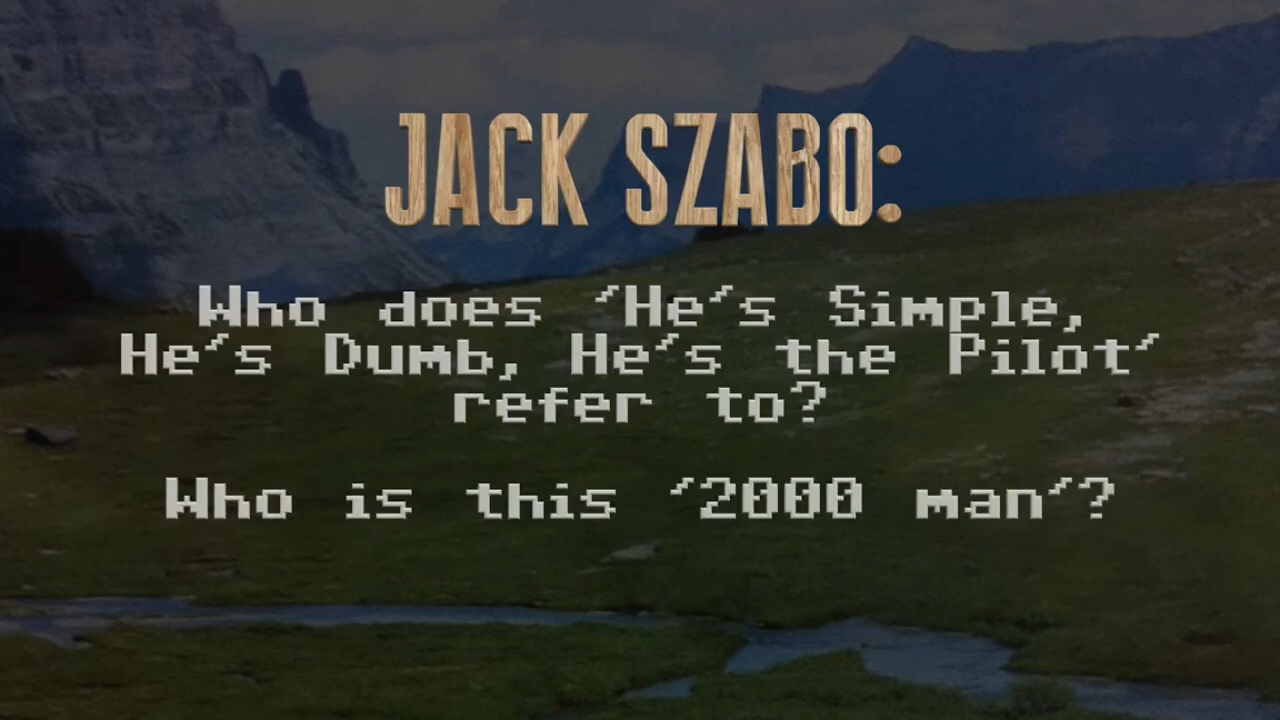 JACK SZABO:
Who does 'He's Simple,
He's Dumb, He's the Pilot'
refer to?
Who is this '2000 man'?